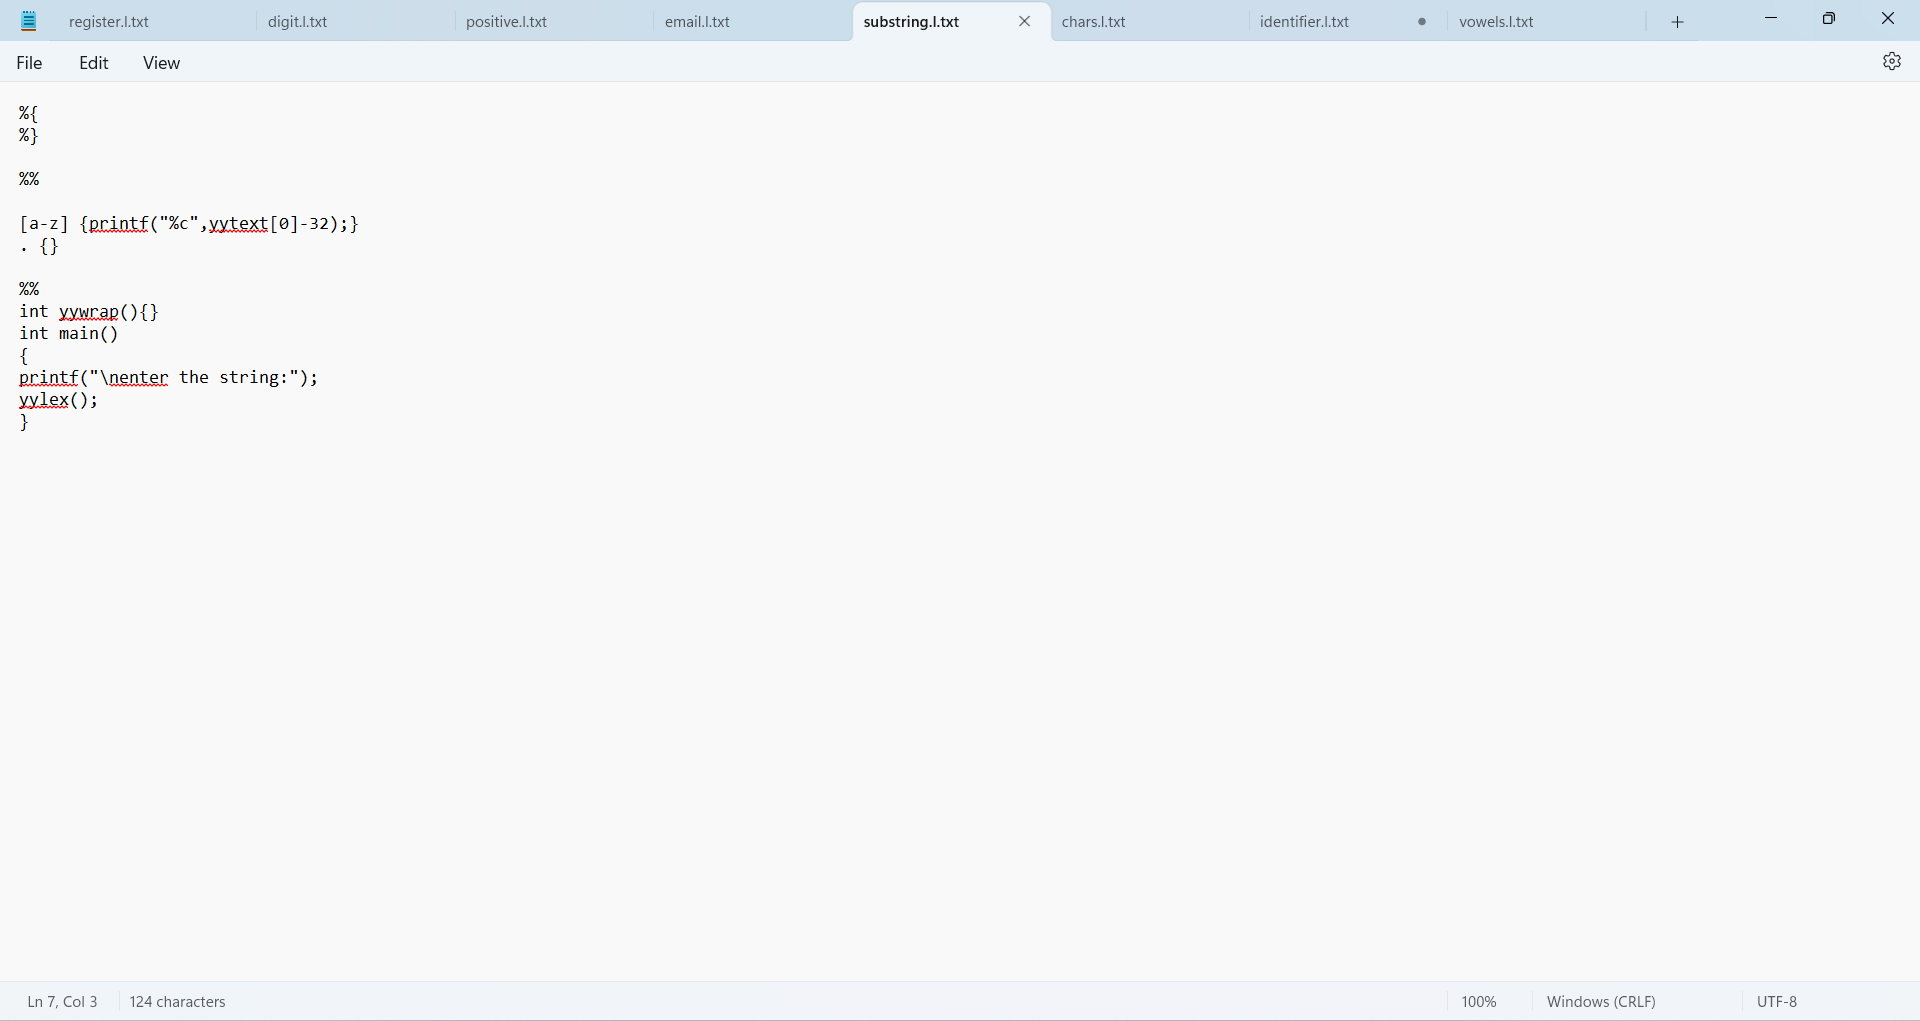 register.l.txt
digit.l.txt
positive.l.txt
email.l.txt
substring.l.txt
chars.l.txt
identifier.l.txt
vowels.l.txt
File Edit View
%{
%}
%%
[a-z] {printf("%c",yytext[0]-32);}
. {}
%%
int yywrap(){}
int main()
{
printf("\nenter the string:");
yylex();
}
Ln 7, Col 3
124 characters
100%
Windows (CRLF)
UTF-8